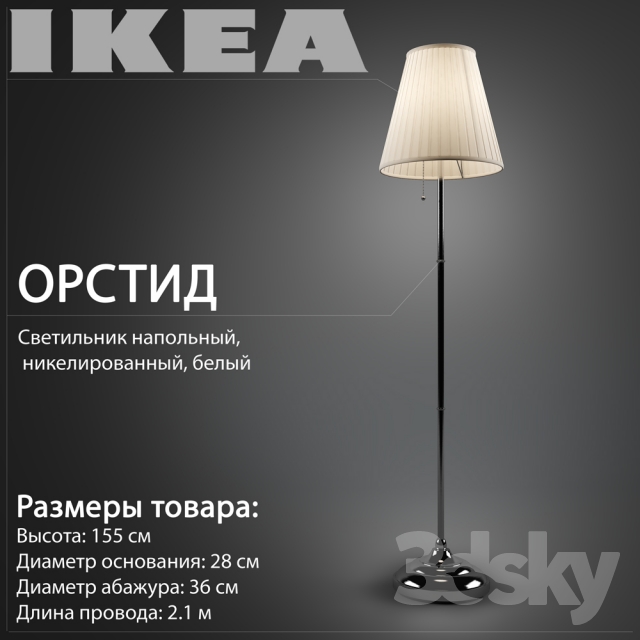 IKEA
ОРСТИД
Светильник напольный,
никелированный, белый
Размеры товара:
Высота: 155 см
Диаметр основания: 28 см
Диаметр абажура: 36 см
Длина провода: 2.1 м
3dsky